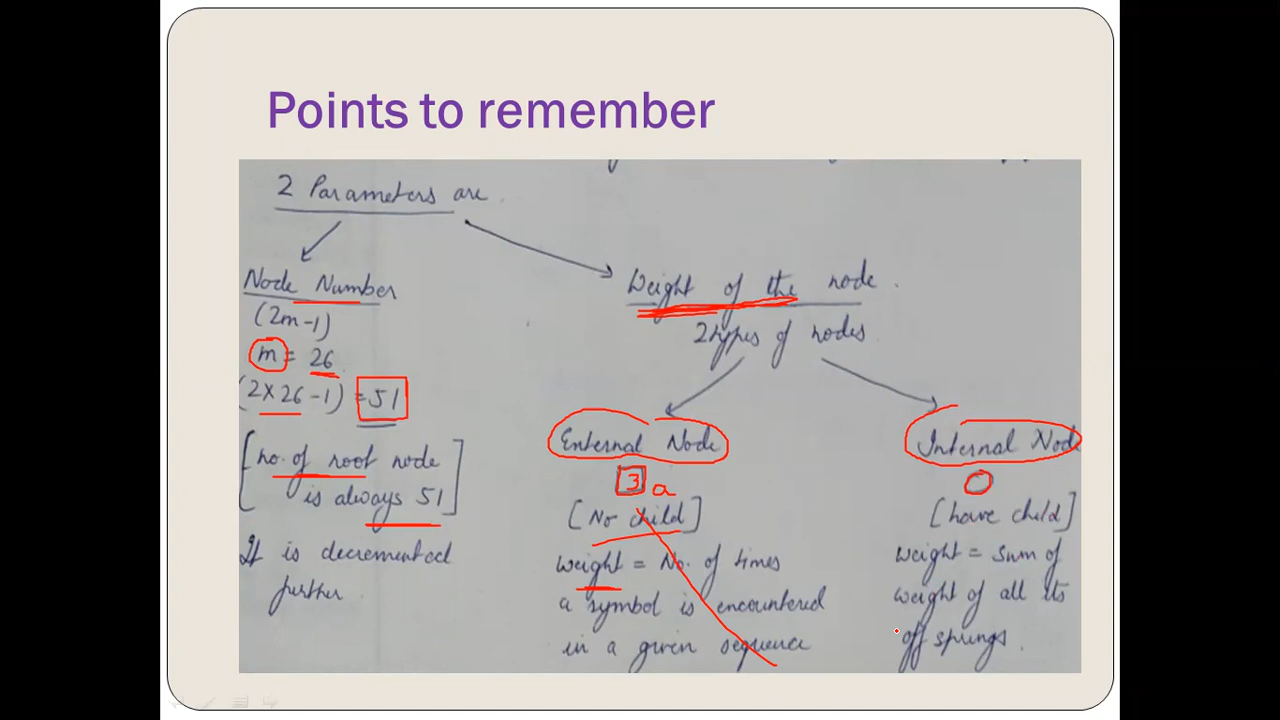 Points to remember
2 Parameters are
Node Number
(2m-1)
m = 26
(2 x 26 - 1) = 51
[no. of root node
is always 51]
It is decremented
further
Weight of the node.
2 types of nodes
External Node
3 a
[No child]
weight = No. of times
a symbol is encountered
in a given sequence
Internal Node
[have child]
weight = sum of
weight of all its
off springs.